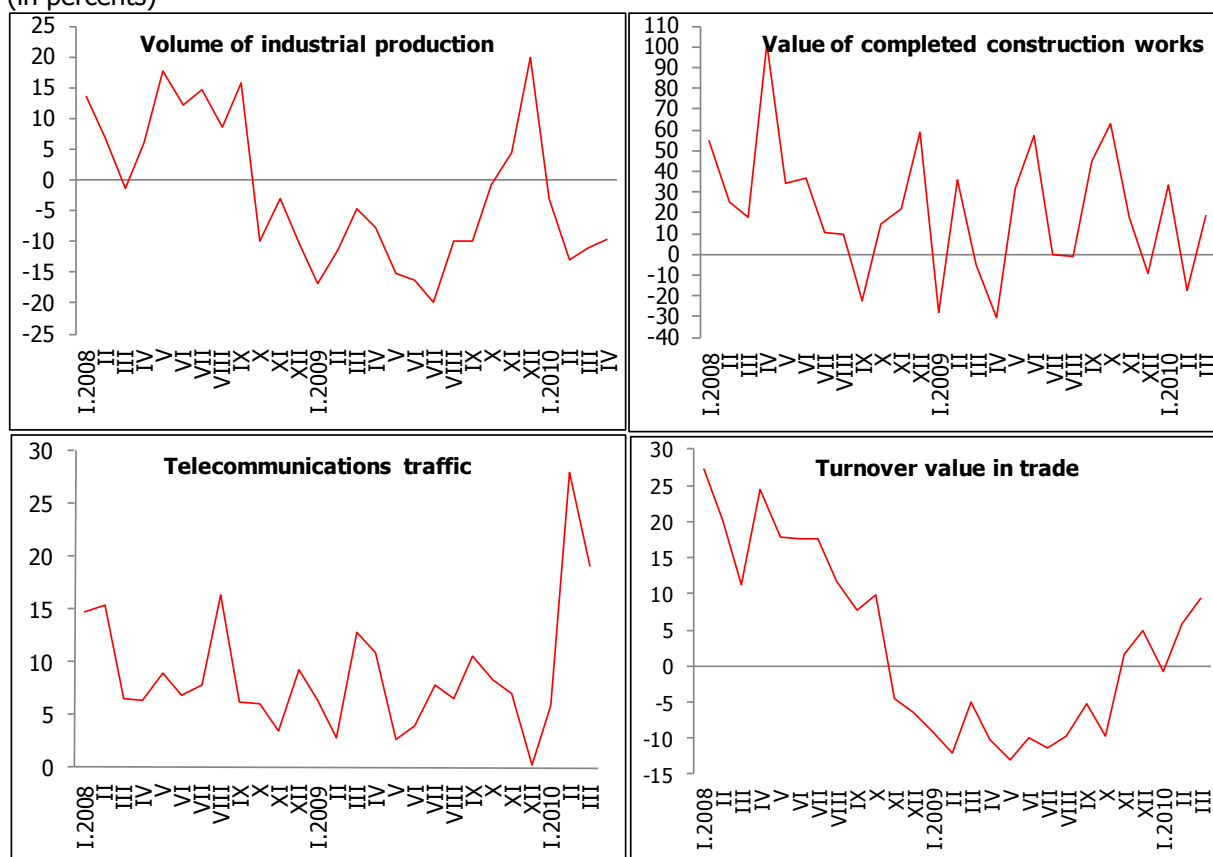 (in percents)
Volume of industrial production
25
20
15
10
5
0
-5
-10
-15
-20
-25
I.2008
II
III
IV
V
VI
VII
VIII
IX
X
XI
XII
I.2009
II
III
IV
V
VI
VII
VIII
IX
X
XI
XII
I.2010
II
III
IV
Value of completed construction works
110
100
90
80
70
60
50
40
30
20
10
0
-10
-20
-30
-40
I.2008
II
III
IV
V
VI
VII
VIII
IX
X
XI
XII
I.2009
II
III
IV
V
VI
VII
VIII
IX
X
XI
XII
I.2010
II
III
Telecommunications traffic
30
25
20
15
10
5
0
I.2008
II
III
IV
V
VI
VII
VIII
IX
X
XI
XII
I.2009
II
III
IV
V
VI
VII
VIII
IX
X
XI
XII
I.2010
II
III
Turnover value in trade
30
25
20
15
10
5
0
-5
-10
-15
I.2008
II
III
IV
V
VI
VII
VIII
IX
X
XI
XII
I.2009
II
III
IV
V
VI
VII
VIII
IX
X
XI
XII
I.2010
II
III